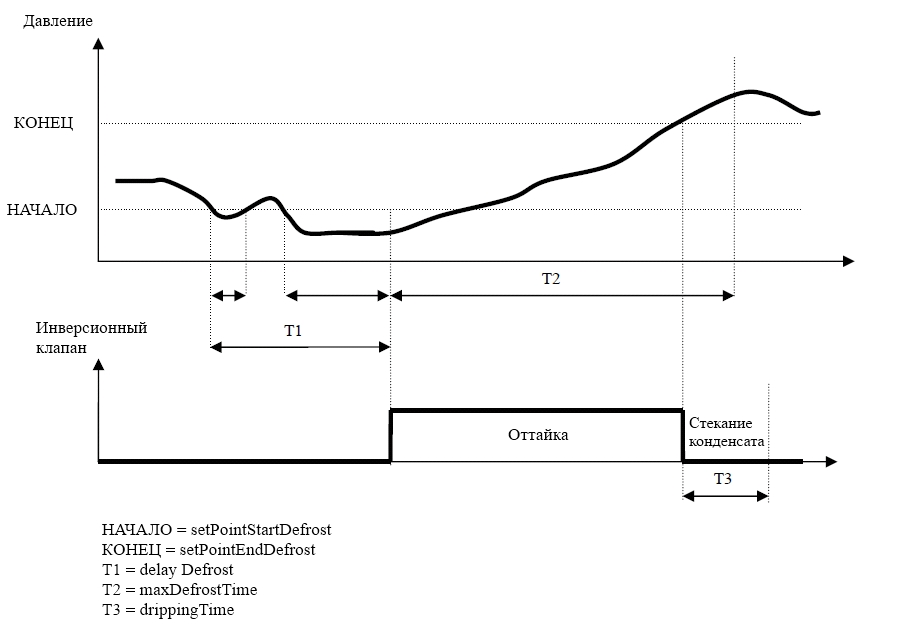 Давление
КОНЕЦ
НАЧАЛО
T2
T1
Инверсионный
клапан
Оттайка
Стекание
конденсата
T3
НАЧАЛО = setPointStartDefrost
КОНЕЦ = setPointEndDefrost
T1 = delay Defrost
T2 = maxDefrostTime
T3 = drippingTime